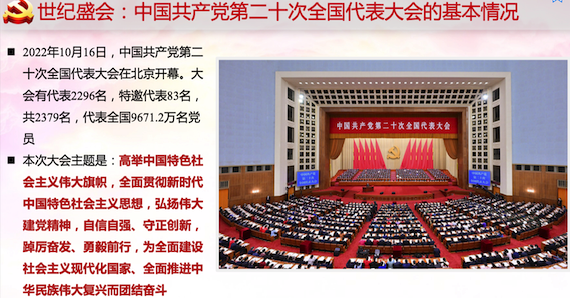 世纪盛会：中国共产党第二十次全国代表大会的基本情况
2022年10月16日，中国共产党第二
十次全国代表大会在北京开幕。大
会有代表2296名，特邀代表83名，
共2379名，代表全国9671.2万名党
员
本次大会主题是：高举中国特色社
会主义伟大旗帜，全面贯彻新时代
中国特色社会主义思想，弘扬伟大
建党精神，自信自强、守正创新，
踔厉奋发、勇毅前行，为全面建设
社会主义现代化国家、全面推进中
华民族伟大复兴而团结奋斗
中国共产党第二十次全国代表大会